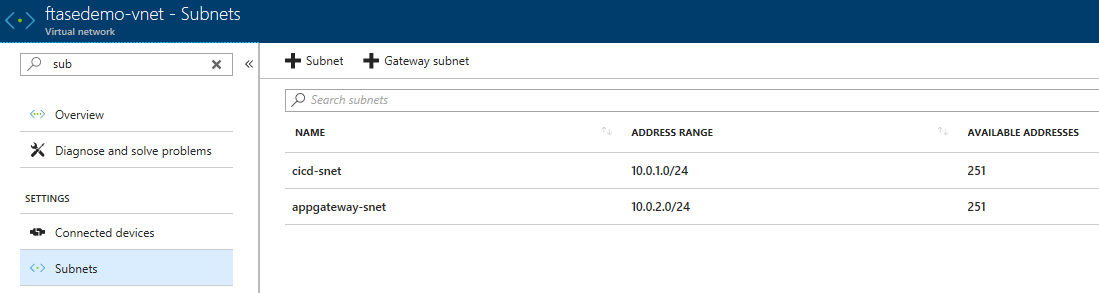 ftasedemo-vnet - Subnets
Virtual network
sub
Overview
Diagnose and solve problems
SETTINGS
Connected devices
Subnets
Subnet Gateway subnet
Search subnets
NAME ADDRESS RANGE AVAILABLE ADDRESSES
cicd-snet 10.0.1.0/24 251
appgateway-snet 10.0.2.0/24 251